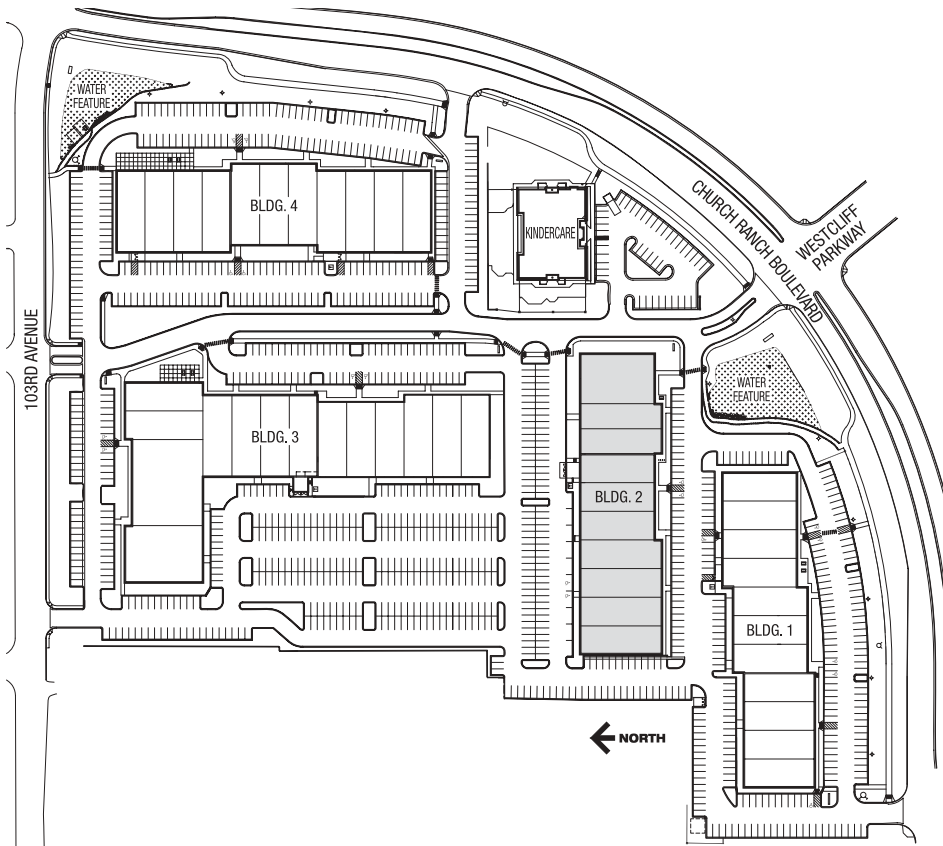 WATER
FEATURE
BLDG. 4
KINDERCARE
CHURCH RANCH BOULEVARD
WESTCLIFF
PARKWAY
103RD AVENUE
WATER
FEATURE
BLDG. 3
BLDG. 2
BLDG. 1
NORTH